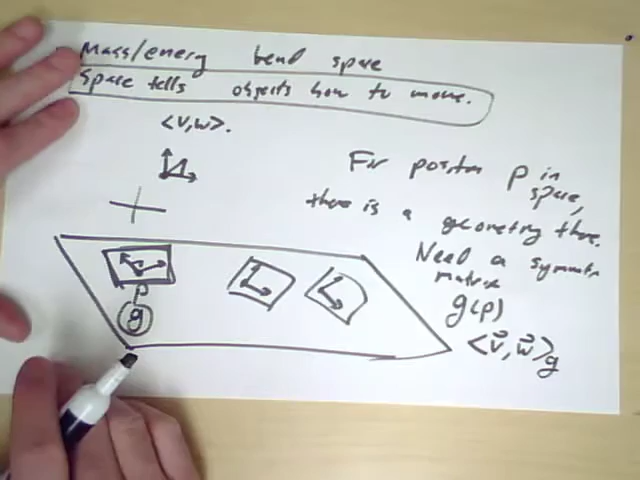 Mass/energy bend space
Space tells objects how to move.
<v,w>.
For position p in
space,
there is a geometry there.
Need a symmetric
matrix
g(p)
<v⃗,w⃗>g
p
g